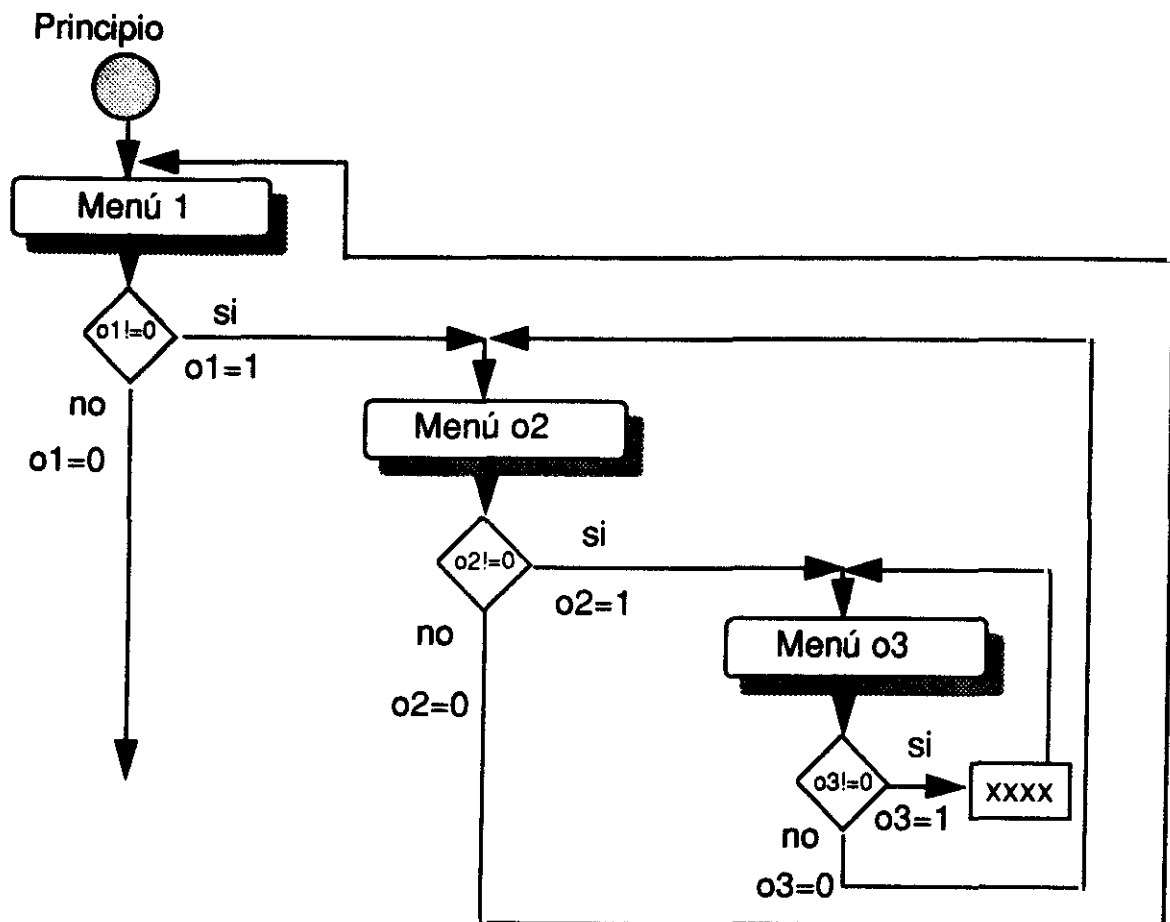 Principio
Menú 1
o1!=0
si
o1=1
no
o1=0
Menú o2
o2!=0
si
o2=1
no
o2=0
Menú o3
o3!=0
si
o3=1
xxxx
no
o3=0